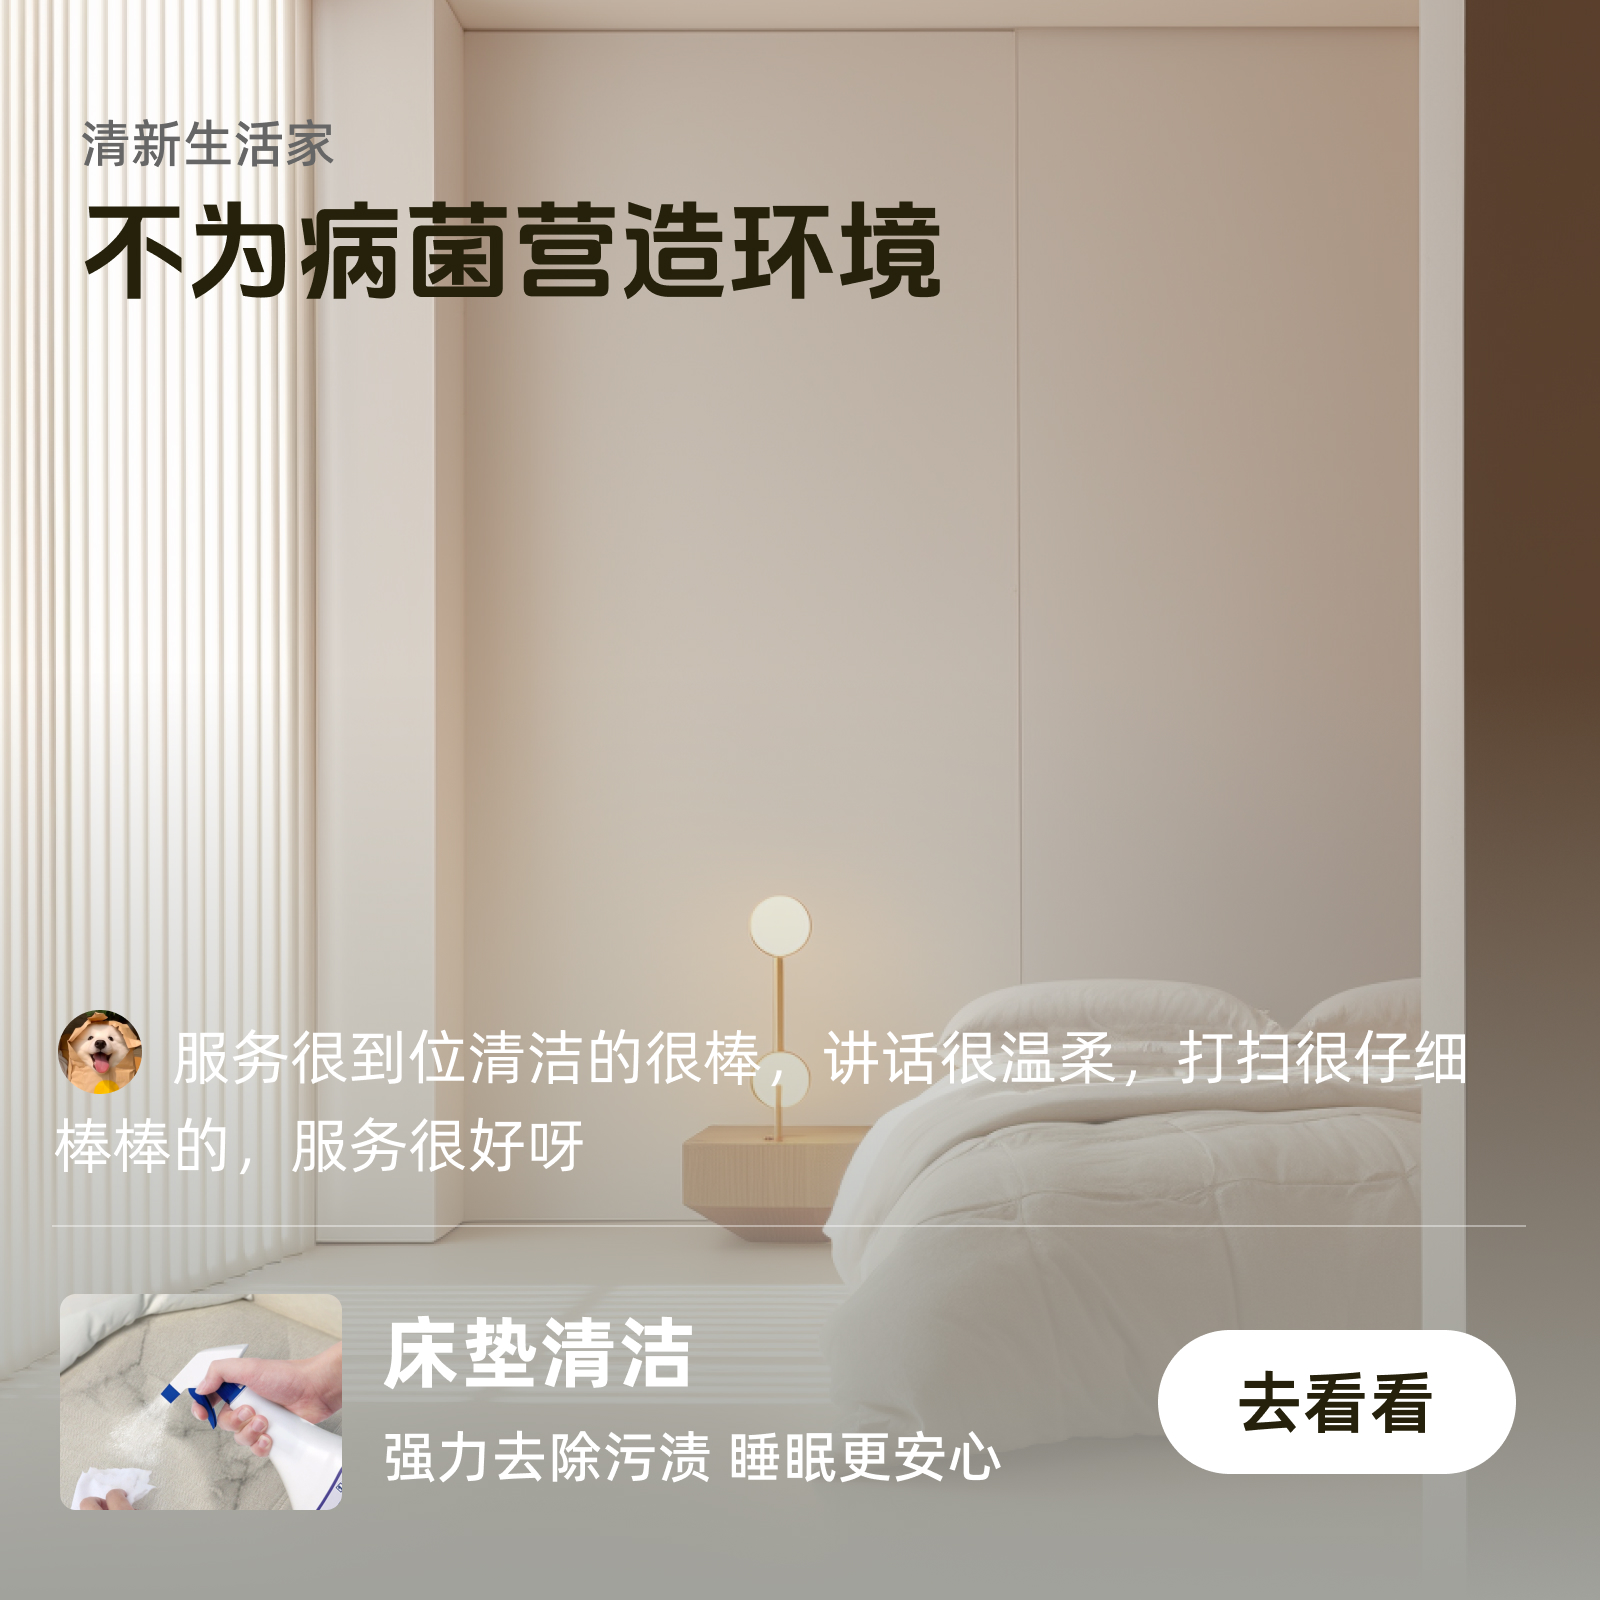 清新生活家
不为病菌营造环境
服务很到位清洁的很棒，讲话很温柔，打扫很仔细
棒棒的，服务很好呀
床垫清洁
强力去除污渍 睡眠更安心
去看看